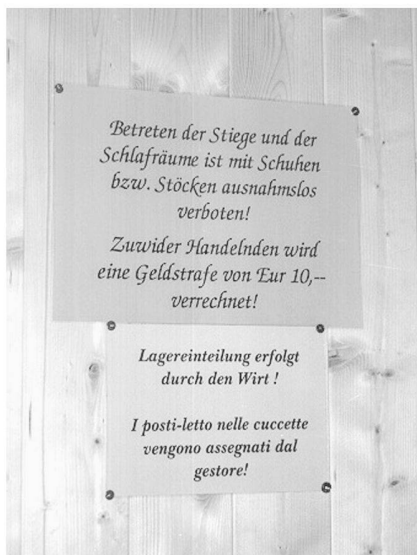 Betreten der Stiege und der
Schlafräume ist mit Schuhen
bzw. Stöcken ausnahmslos
verboten!
Zuwider Handelnden wird
eine Geldstrafe von Eur 10,--
verrechnet!
Lagereinteilung erfolgt
durch den Wirt !
I posti-letto nelle cuccette
vengono assegnati dal
gestore!